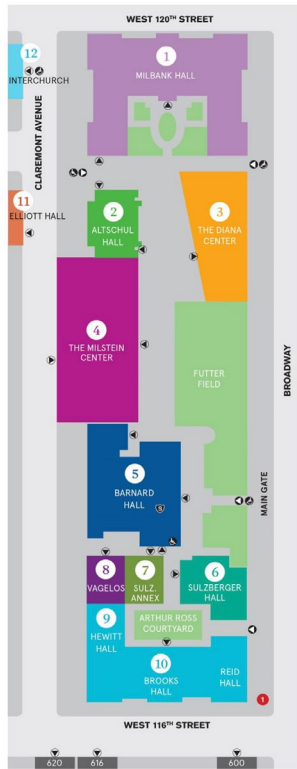 WEST 120TH STREET
12
INTERCHURCH
CLAREMONT AVENUE
1
MILBANK HALL
11
ELLIOTT HALL
2
ALTSCHUL
HALL
3
THE DIANA
CENTER
4
THE MILSTEIN
CENTER
FUTTER
FIELD
BROADWAY
5
BARNARD
HALL
S
MAIN GATE
8
VAGELOS
7
SULZ.
ANNEX
6
SULZBERGER
HALL
9
HEWITT
HALL
ARTHUR ROSS
COURTYARD
10
BROOKS
HALL
REID
HALL
1
WEST 116TH STREET
620
616
600